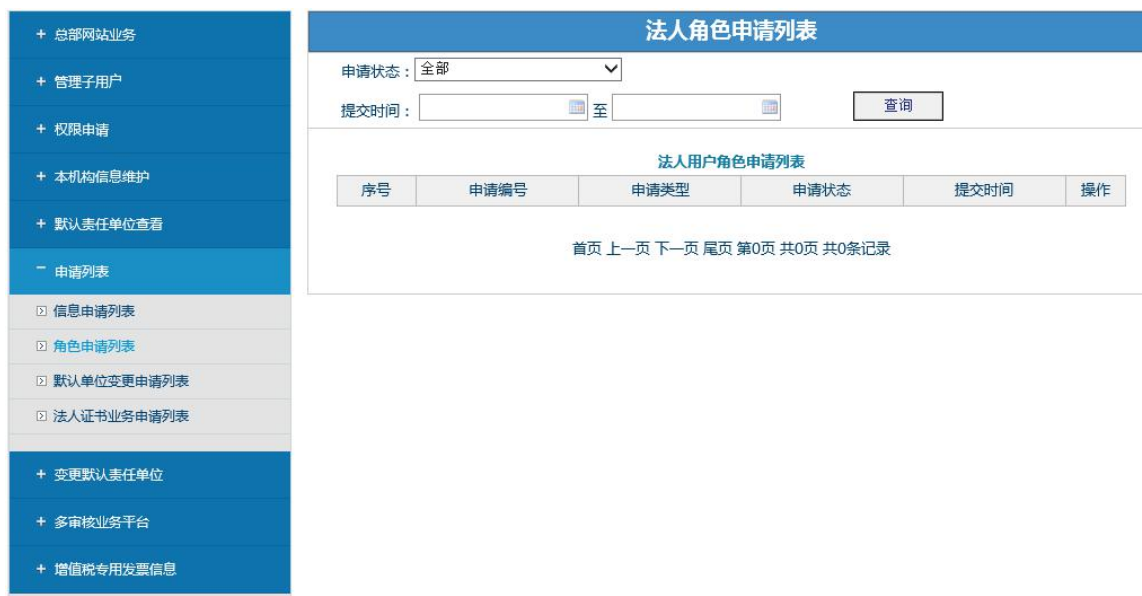 + 总部网站业务
+ 管理子用户
+ 权限申请
+ 本机构信息维护
+ 默认责任单位查看
- 申请列表
信息申请列表
角色申请列表
默认单位变更申请列表
法人证书业务申请列表
+ 变更默认责任单位
+ 多审核业务平台
+ 增值税专用发票信息
法人角色申请列表
申请状态： 全部
提交时间： 至 查询
法人用户角色申请列表
序号 申请编号 申请类型 申请状态 提交时间 操作
首页 上一页 下一页 尾页 第0页 共0页 共0条记录